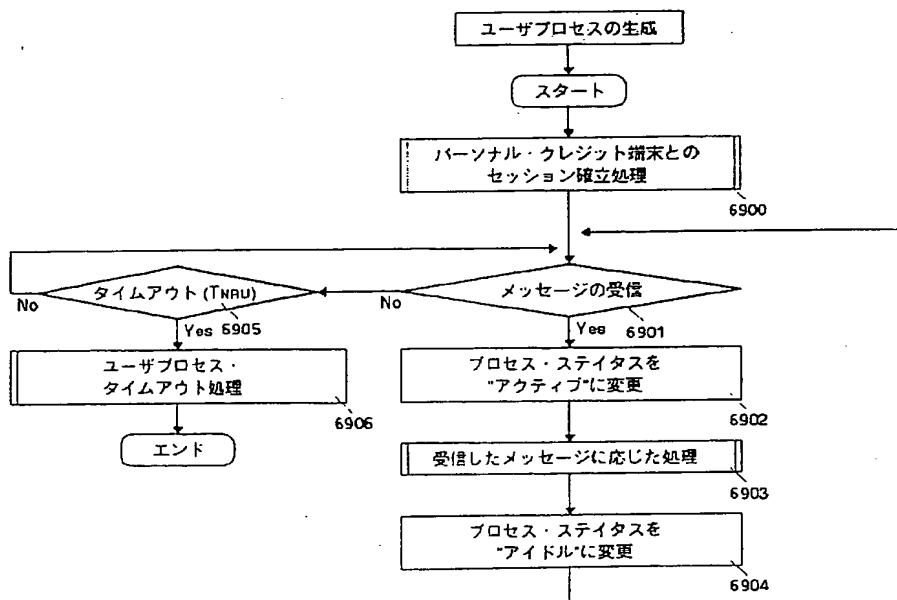 ユーザプロセスの生成
スタート
パーソナル・クレジット端末との
セッション確立処理
6900
メッセージの受信
6901
No
Yes
タイムアウト(TNAU)
6905
No
Yes
ユーザプロセス・
タイムアウト処理
6906
エンド
プロセス・ステイタスを
"アクティブ"に変更
6902
受信したメッセージに応じた処理
6903
プロセス・ステイタスを
"アイドル"に変更
6904